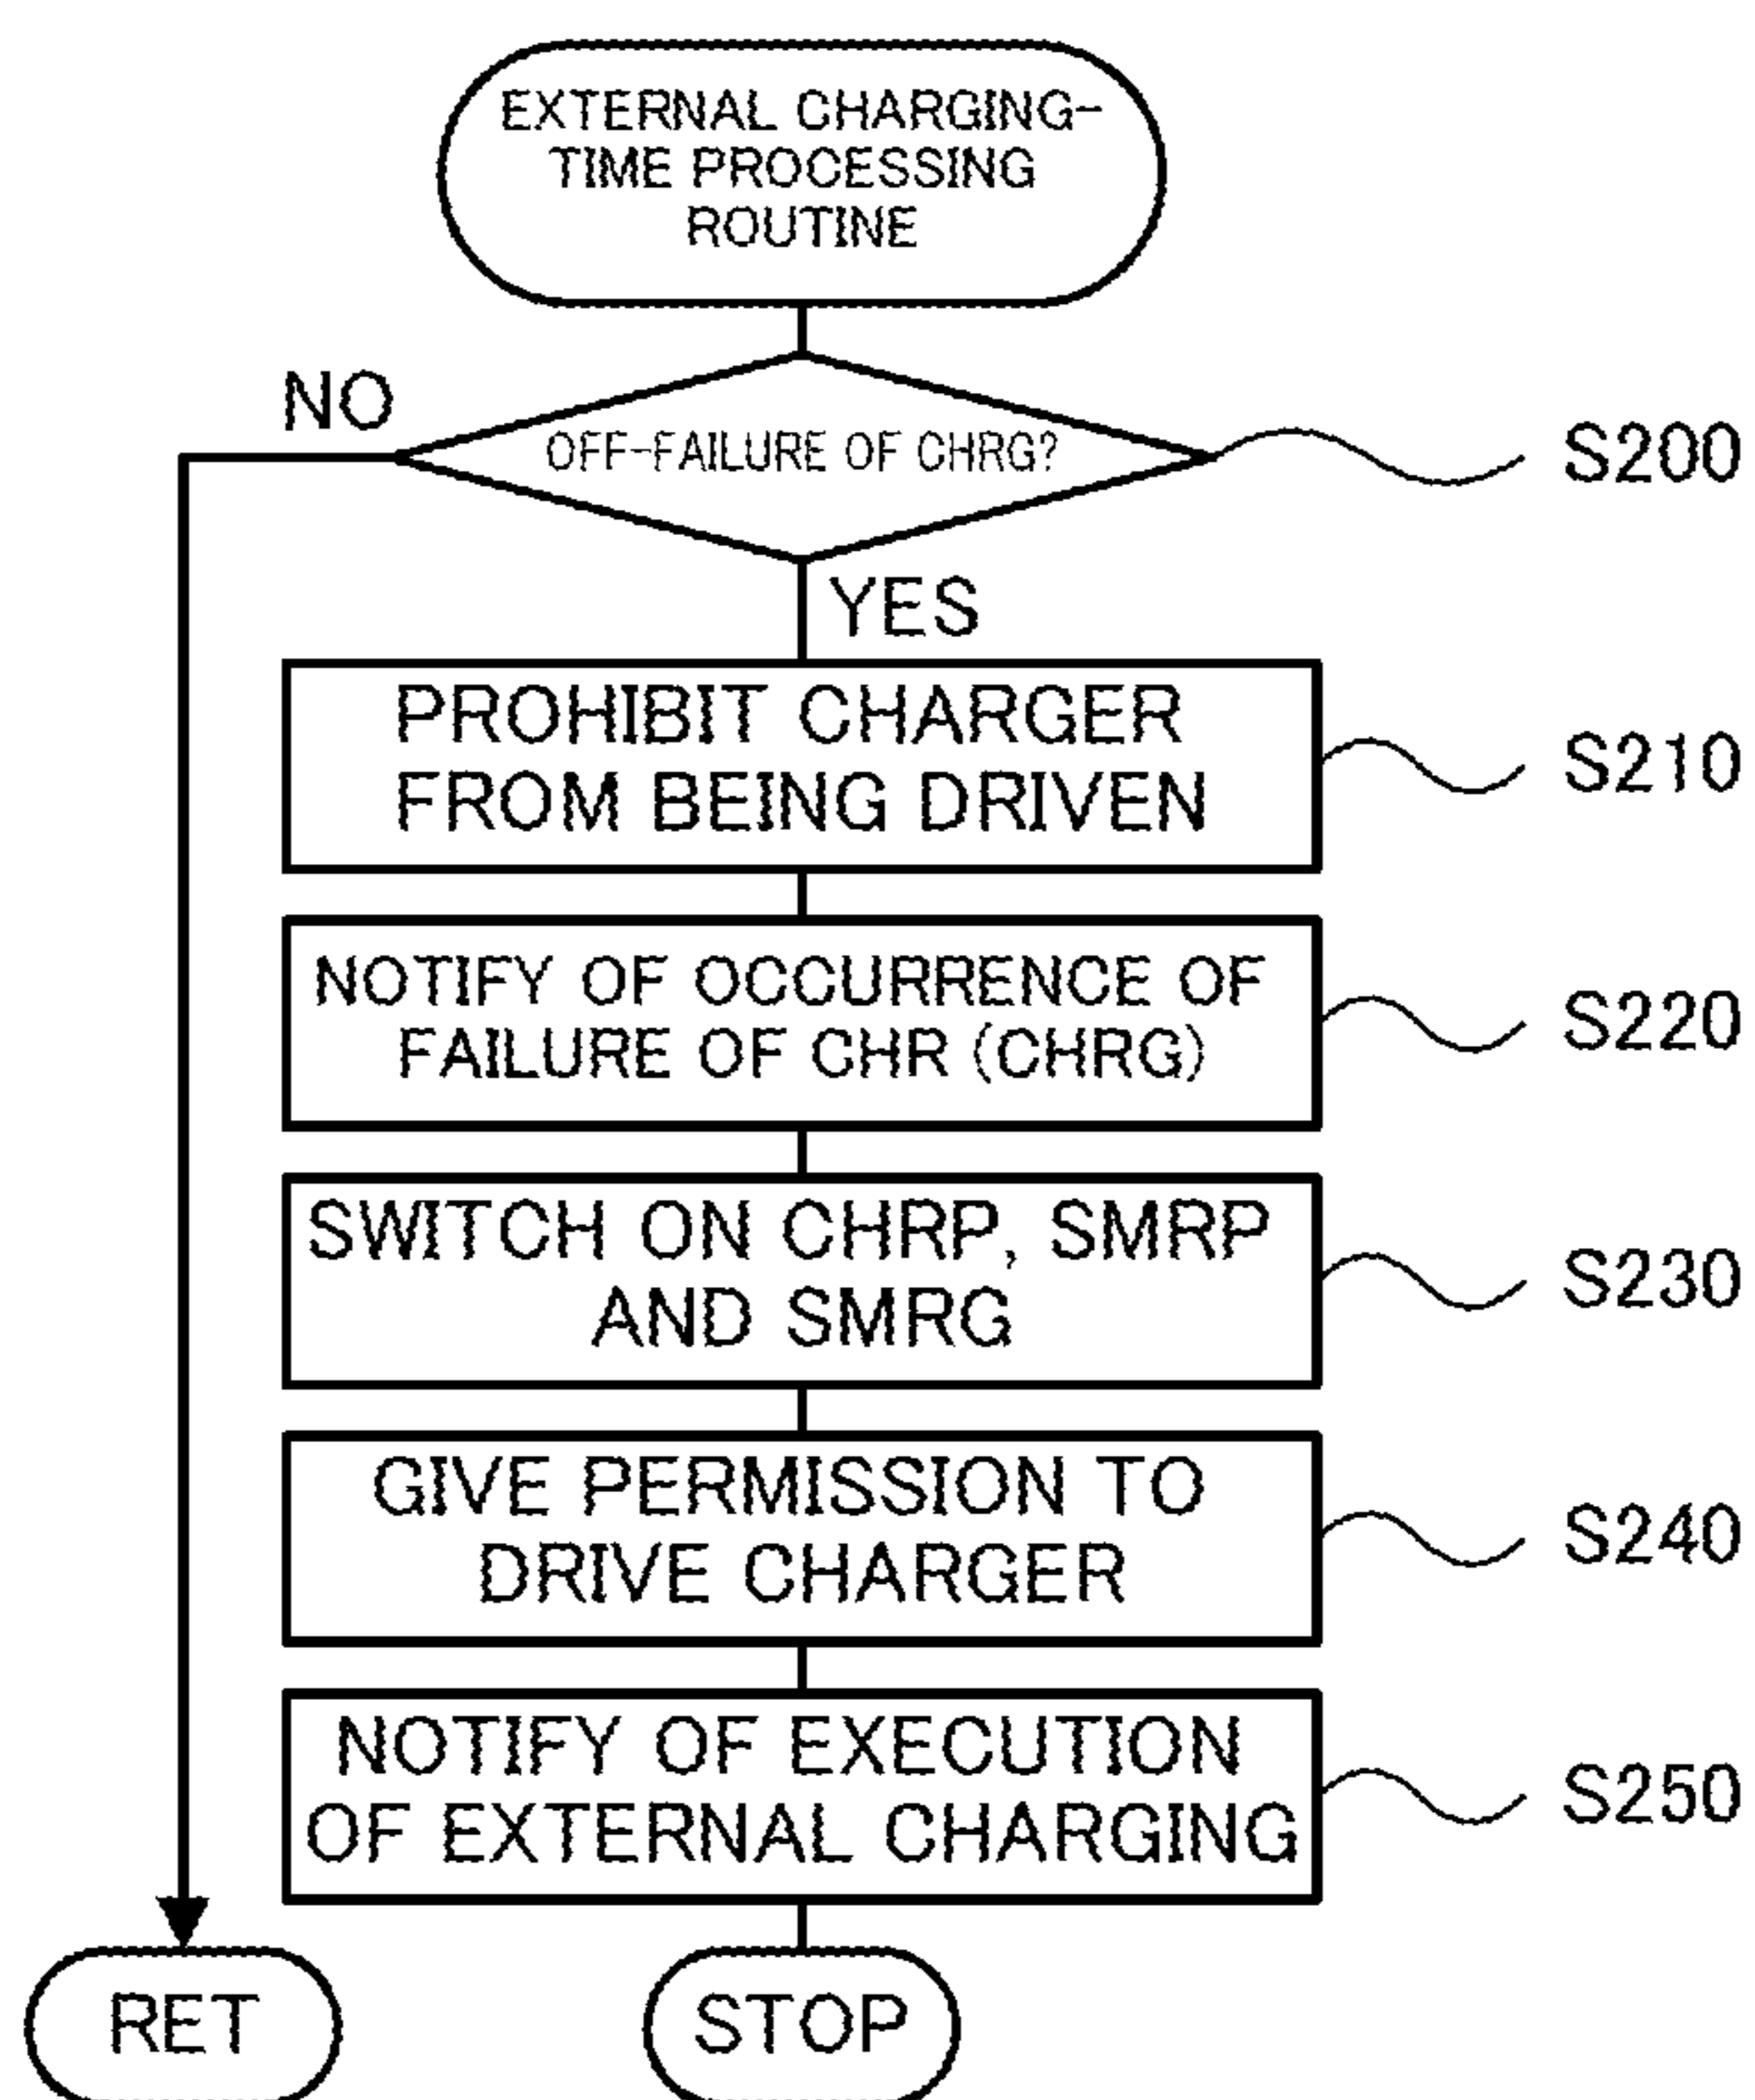 EXTERNAL CHARGING-
TIME PROCESSING
ROUTINE
NO
OFF-FAILURE OF CHRG?
S200
YES
PROHIBIT CHARGER
FROM BEING DRIVEN
S210
NOTIFY OF OCCURRENCE OF
FAILURE OF CHR (CHRG)
S220
SWITCH ON CHRP, SMRP
AND SMRG
S230
GIVE PERMISSION TO
DRIVE CHARGER
S240
NOTIFY OF EXECUTION
OF EXTERNAL CHARGING
S250
RET
STOP